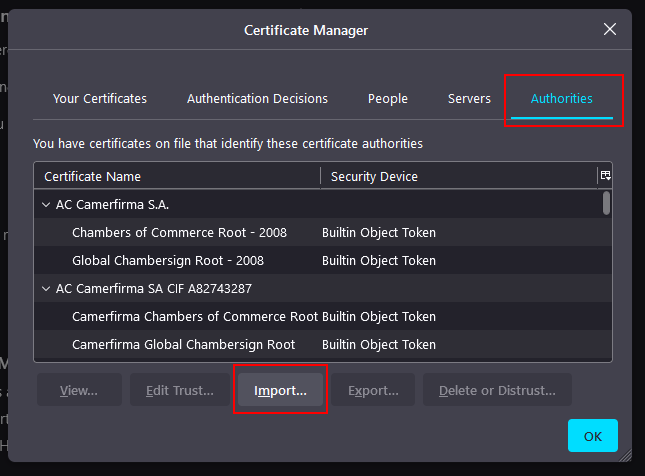 Certificate Manager
Your Certificates Authentication Decisions People Servers Authorities
You have certificates on file that identify these certificate authorities
Certificate Name Security Device
AC Camerfirma S.A.
Chambers of Commerce Root - 2008 Builtin Object Token
Global Chambersign Root - 2008 Builtin Object Token
AC Camerfirma SA CIF A82743287
Camerfirma Chambers of Commerce Root Builtin Object Token
Camerfirma Global Chambersign Root Builtin Object Token
View... Edit Trust... Import... Export... Delete or Distrust...
OK